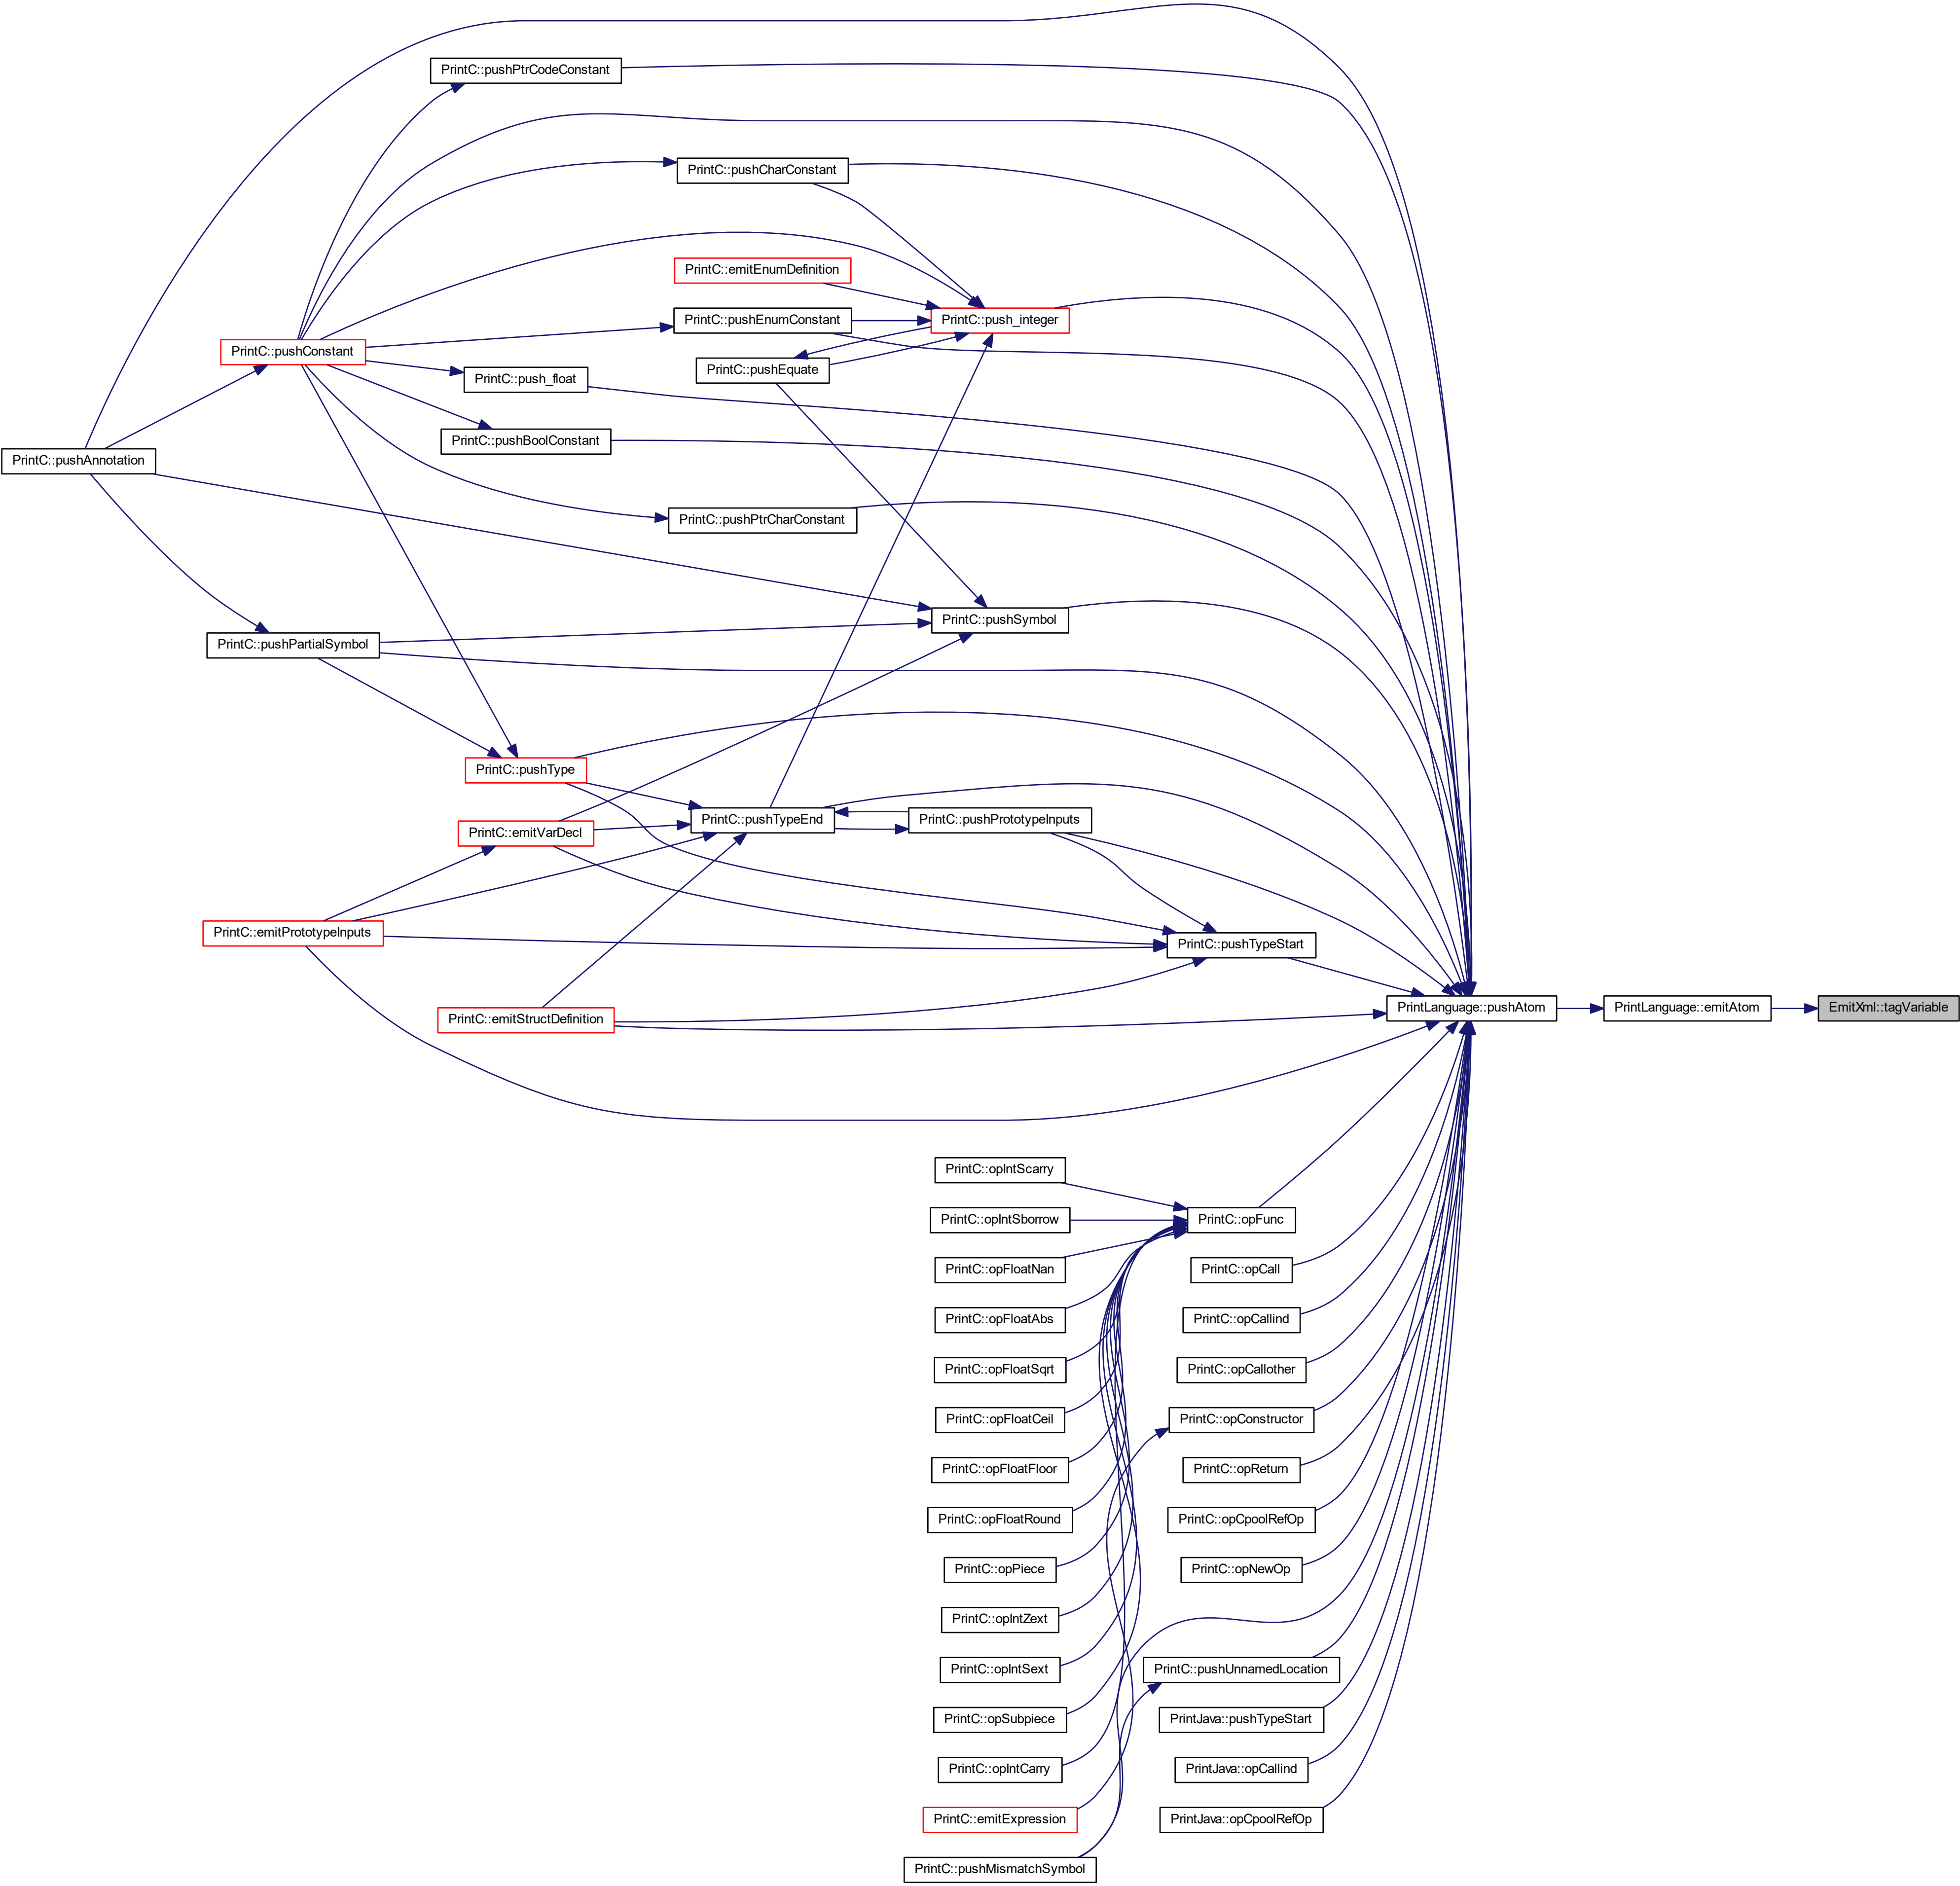 PrintC::pushPtrCodeConstant
PrintC::pushCharConstant
PrintC::emitEnumDefinition
PrintC::pushEnumConstant
PrintC::push_integer
PrintC::pushConstant
PrintC::push_float
PrintC::pushEquate
PrintC::pushBoolConstant
PrintC::pushAnnotation
PrintC::pushPtrCharConstant
PrintC::pushSymbol
PrintC::pushPartialSymbol
PrintC::pushType
PrintC::pushTypeEnd
PrintC::pushPrototypeInputs
PrintC::emitVarDecl
PrintC::emitPrototypeInputs
PrintC::pushTypeStart
PrintC::emitStructDefinition
PrintLanguage::pushAtom
PrintLanguage::emitAtom
EmitXml::tagVariable
PrintC::opIntScarry
PrintC::opIntSborrow
PrintC::opFunc
PrintC::opFloatNan
PrintC::opCall
PrintC::opFloatAbs
PrintC::opCallind
PrintC::opFloatSqrt
PrintC::opCallother
PrintC::opFloatCeil
PrintC::opConstructor
PrintC::opFloatFloor
PrintC::opReturn
PrintC::opFloatRound
PrintC::opCpoolRefOp
PrintC::opPiece
PrintC::opNewOp
PrintC::opIntZext
PrintC::opIntSext
PrintC::pushUnnamedLocation
PrintC::opSubpiece
PrintJava::pushTypeStart
PrintC::opIntCarry
PrintJava::opCallind
PrintC::emitExpression
PrintJava::opCpoolRefOp
PrintC::pushMismatchSymbol